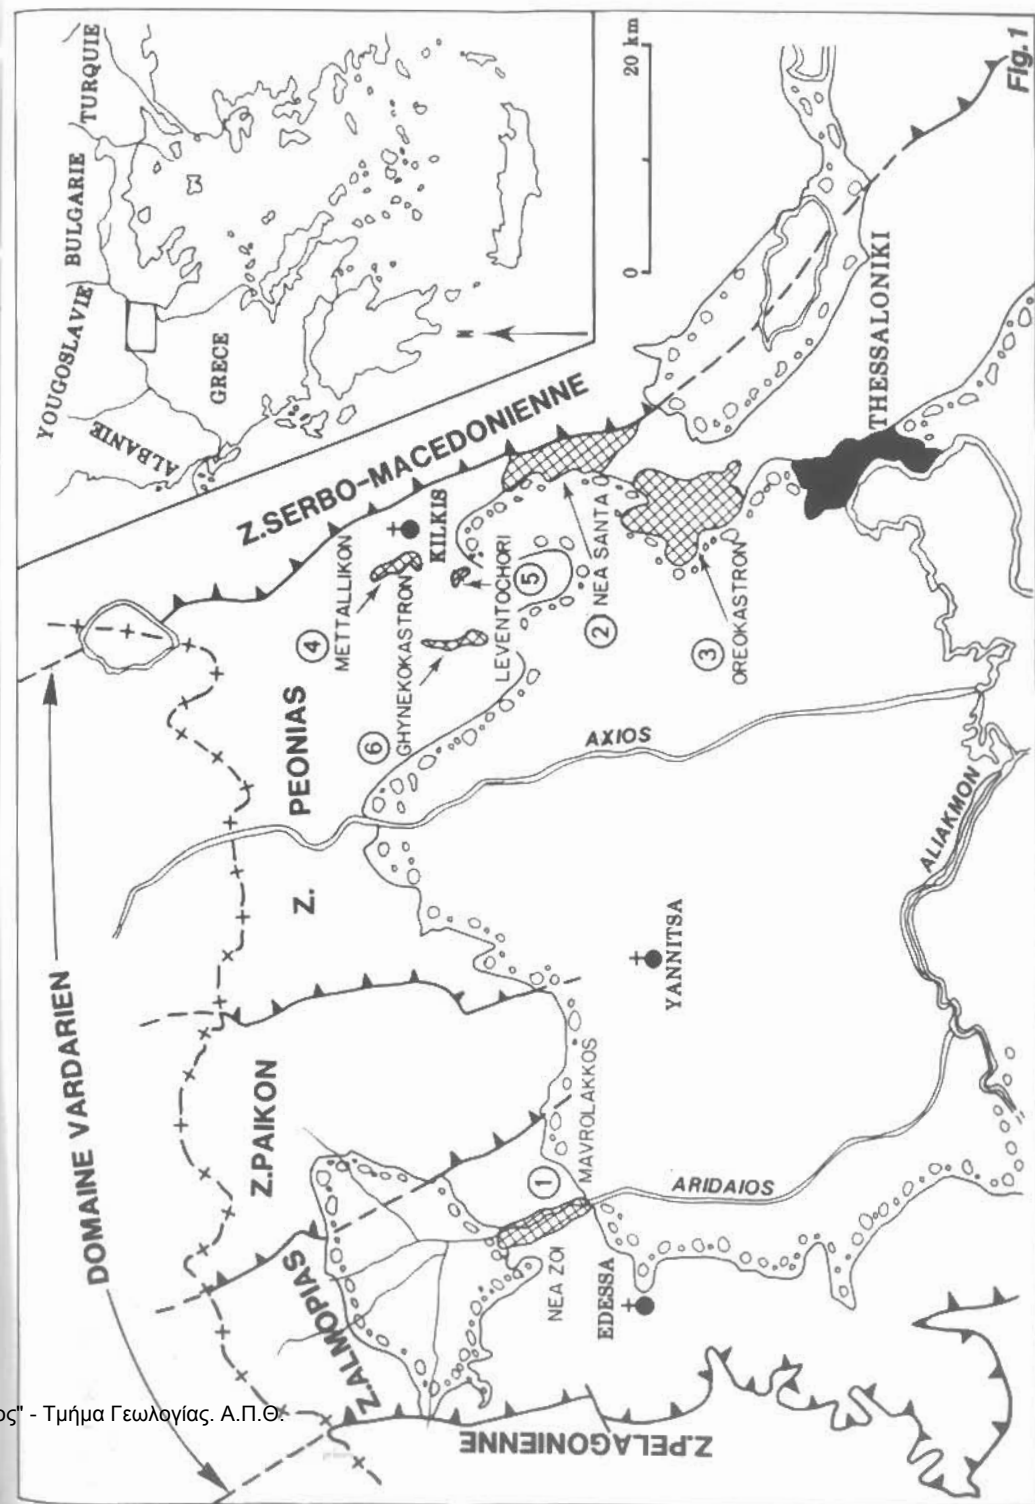 YOUGOSLAVIE
BULGARIE
TURQUIE
ALBANIE
GRECE
N
DOMAINE VARDARIEN
Z.SERBO-MACEDONIENNE
Z. PEONIAS
Z.PAIKON
Z.ALMOPIAS
Z.PELAGONIENNE
KILKIS
4
METTALLIKON
6
GHYNEKOKASTRON
LEVENTOCHORI
5
2 NEA SANTA
3
OREOKASTRON
THESSALONIKI
0 20 km
AXIOS
YANNITSA
ALIAKMON
1
MAVROLAKKOS
NEA ZOI
ARIDAIOS
EDESSA
Fig.1
ος" - Τμήμα Γεωλογίας. Α.Π.Θ.